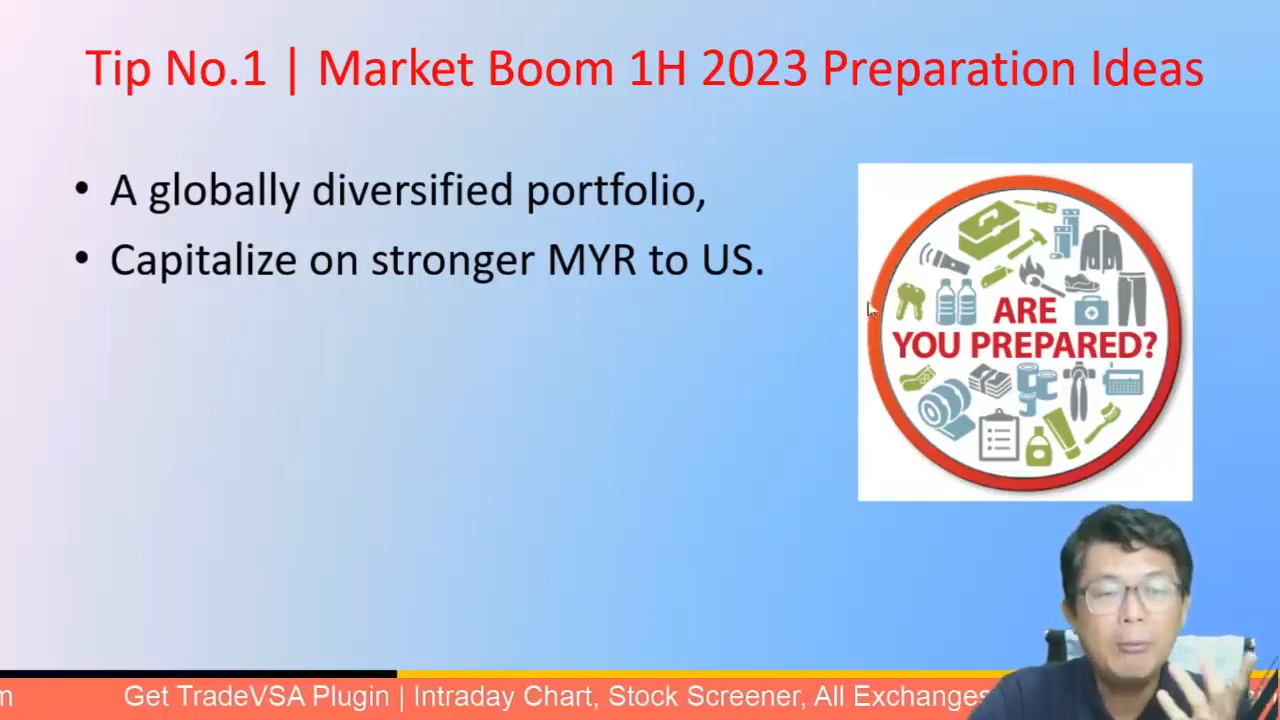 Tip No.1 | Market Boom 1H 2023 Preparation Ideas
• A globally diversified portfolio,
• Capitalize on stronger MYR to US.
ARE
YOU PREPARED?
m Get TradeVSA Plugin | Intraday Chart, Stock Screener, All Exchanges